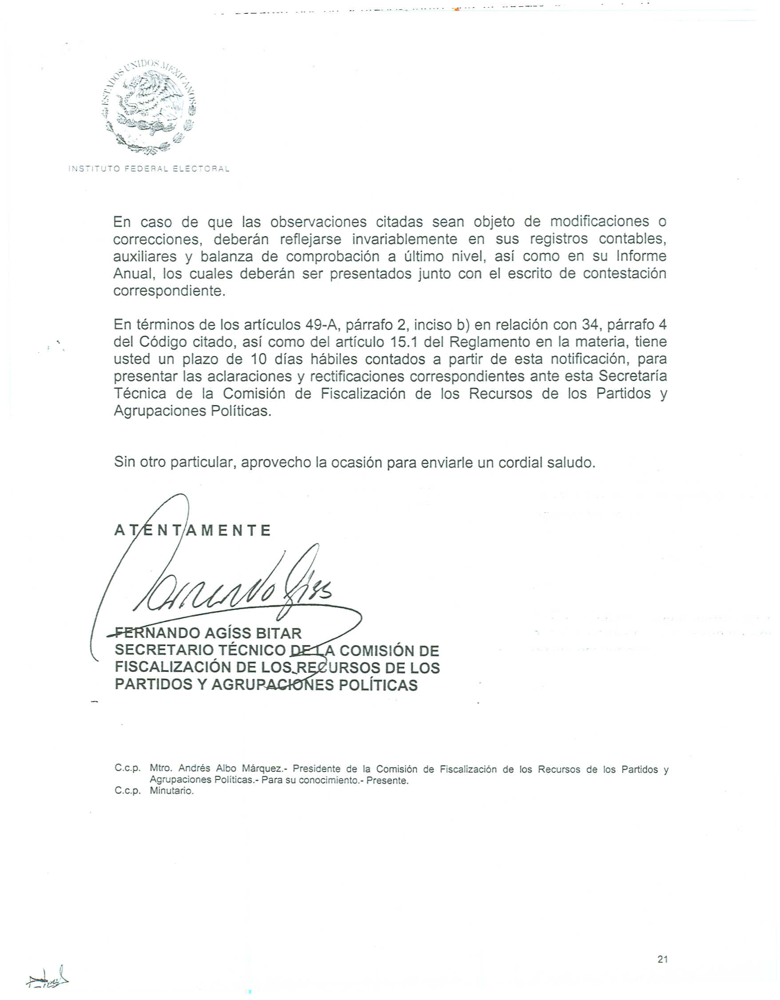 ESTADOS UNIDOS MEXICANOS
INSTITUTO FEDERAL ELECTORAL
En caso de que las observaciones citadas sean objeto de modificaciones o
correcciones, deberán reflejarse invariablemente en sus registros contables,
auxiliares y balanza de comprobación a último nivel, así como en su Informe
Anual, los cuales deberán ser presentados junto con el escrito de contestación
correspondiente.
En términos de los artículos 49-A, párrafo 2, inciso b) en relación con 34, párrafo 4
del Código citado, así como del artículo 15.1 del Reglamento en la materia, tiene
usted un plazo de 10 días hábiles contados a partir de esta notificación, para
presentar las aclaraciones y rectificaciones correspondientes ante esta Secretaría
Técnica de la Comisión de Fiscalización de los Recursos de los Partidos y
Agrupaciones Políticas.
Sin otro particular, aprovecho la ocasión para enviarle un cordial saludo.
A T E N T A M E N T E
FERNANDO AGÍSS BITAR
SECRETARIO TÉCNICO DE LA COMISIÓN DE
FISCALIZACIÓN DE LOS RECURSOS DE LOS
PARTIDOS Y AGRUPACIONES POLÍTICAS
C.c.p. Mtro. Andrés Albo Márquez.- Presidente de la Comisión de Fiscalización de los Recursos de los Partidos y
Agrupaciones Políticas.- Para su conocimiento.- Presente.
C.c.p. Minutario.
21